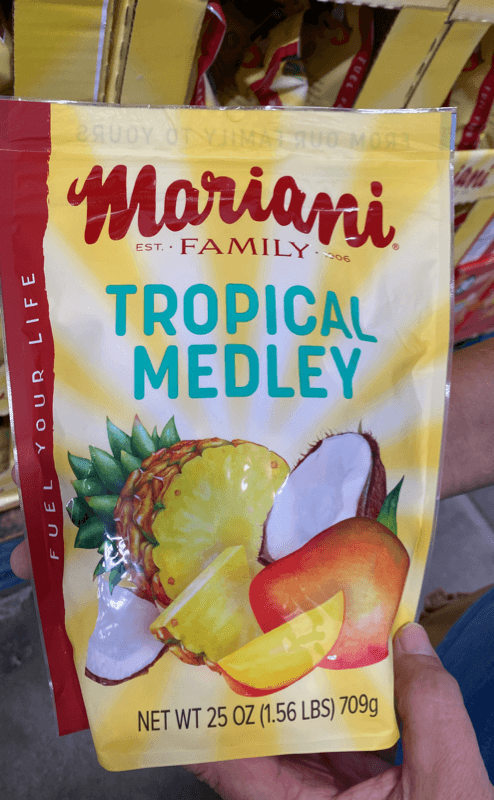 FROM OUR FAMILY TO YOURS
Mariani®
EST. · FAMILY ·
TROPICAL
MEDLEY
FUEL YOUR LIFE
NET WT 25 OZ (1.56 LBS) 709g